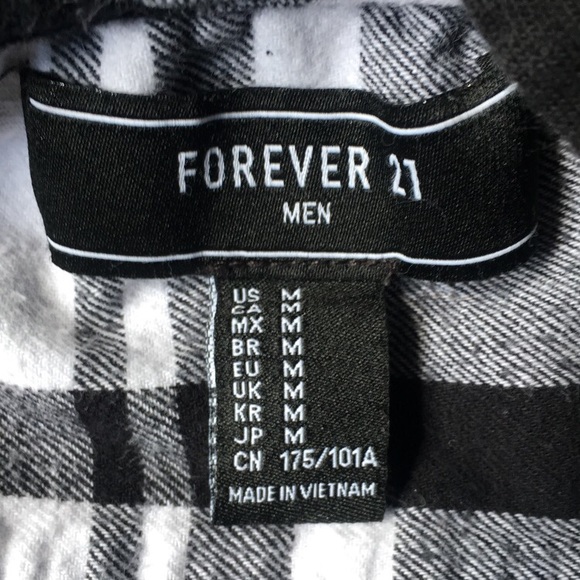 FOREVER 21
MEN
US M
CA M
MX M
BR M
EU M
UK M
KR M
JP M
CN 175/101A
MADE IN VIETNAM